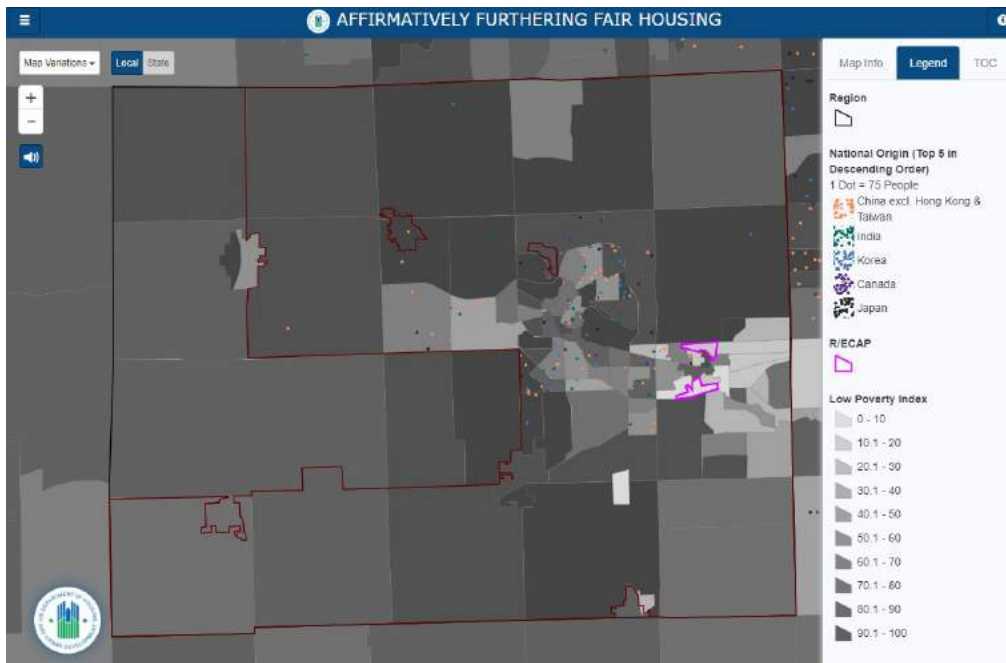 AFFIRMATIVELY FURTHERING FAIR HOUSING
Map Variations
Local State
+
−
Map Info Legend TOC
Region
National Origin (Top 5 in
Descending Order)
1 Dot = 75 People
China excl. Hong Kong &
Taiwan
India
Korea
Canada
Japan
R/ECAP
Low Poverty Index
0 - 10
10.1 - 20
20.1 - 30
30.1 - 40
40.1 - 50
50.1 - 60
60.1 - 70
70.1 - 80
80.1 - 90
90.1 - 100